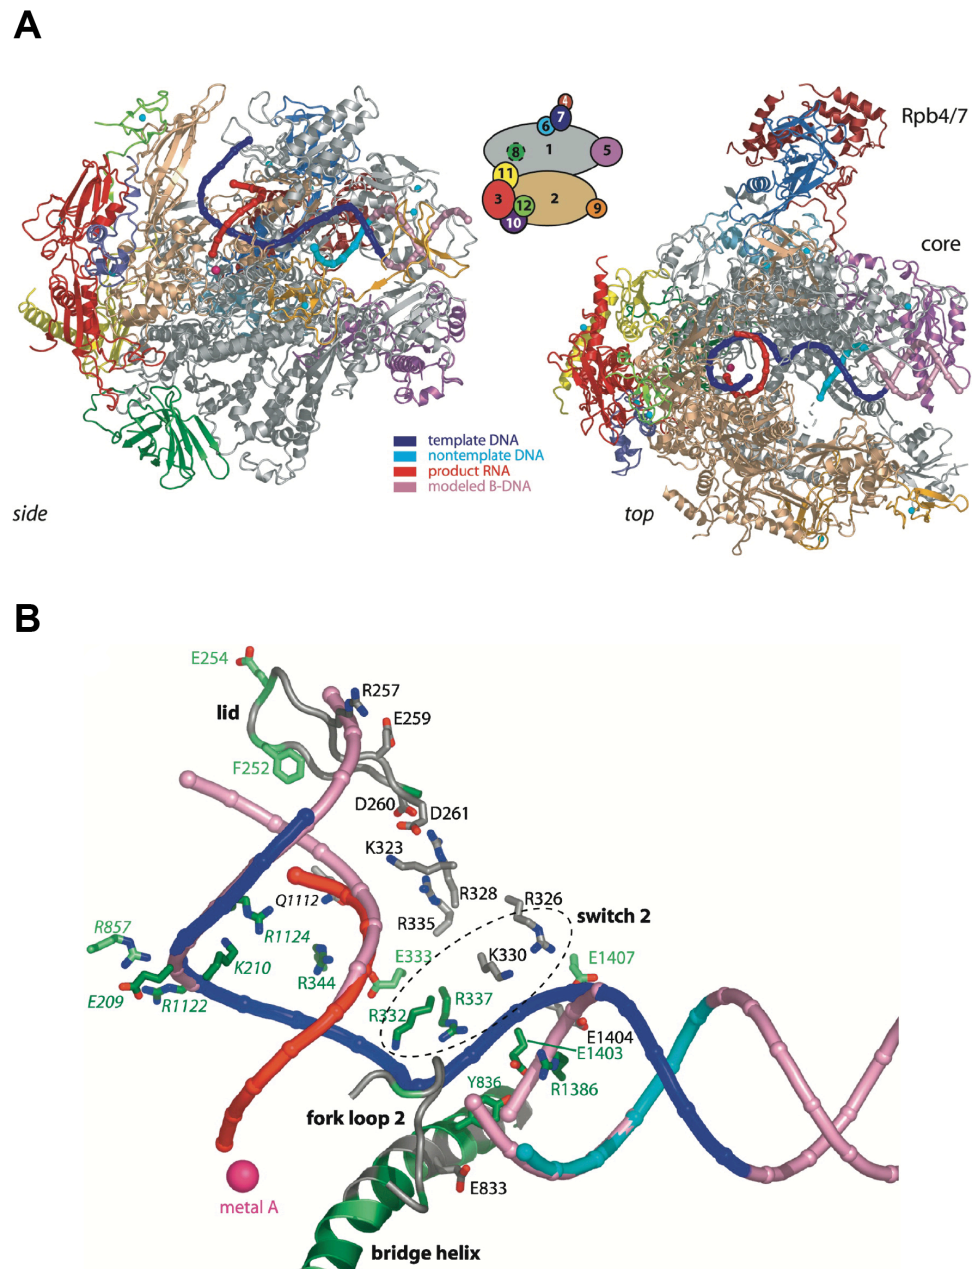 A
Rpb4/7
core
4
6
7
8
1
5
11
3
12
2
9
10
template DNA
nontemplate DNA
product RNA
modeled B-DNA
side
top
B
E254
R257
lid
E259
F252
D260
D261
K323
R328
Q1112
R326
R335
switch 2
R857
R1124
K330
E333
E1407
K210
R344
E209
R1122
R337
R332
E1404
E1403
Y836
R1386
fork loop 2
E833
metal A
bridge helix